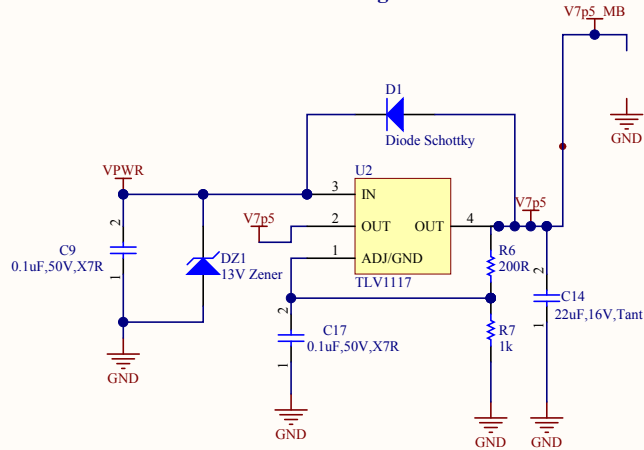 V7p5_MB
GND
D1
Diode Schottky
VPWR
U2
3
IN
V7p5
2
OUT
OUT
4
V7p5
1
ADJ/GND
TLV1117
2
C9
0.1uF,50V,X7R
1
DZ1
13V Zener
R6
200R
2
C14
22uF,16V,Tant
1
2
C17
0.1uF,50V,X7R
1
R7
1k
GND
GND
GND
GND